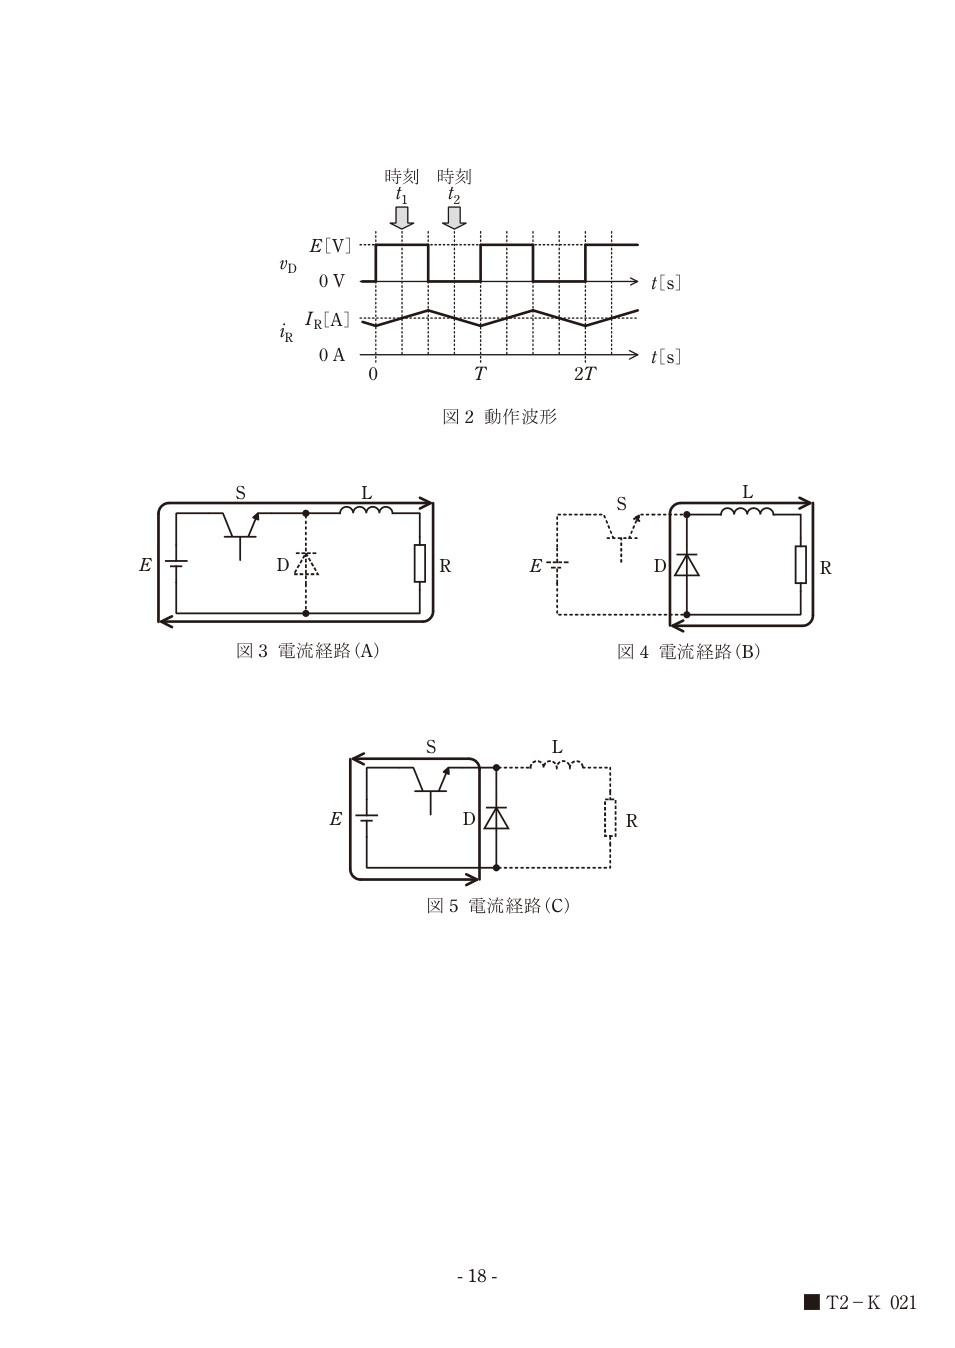 時刻 時刻
t1 t2
E[V]
vD
0 V
t[s]
IR[A]
iR
0 A
t[s]
0 T 2T
図 2 動作波形
S L
E D R
図 3 電流経路(A)
S L
E D R
図 4 電流経路(B)
S L
E D R
図 5 電流経路(C)
- 18 -
■ T2－K 021